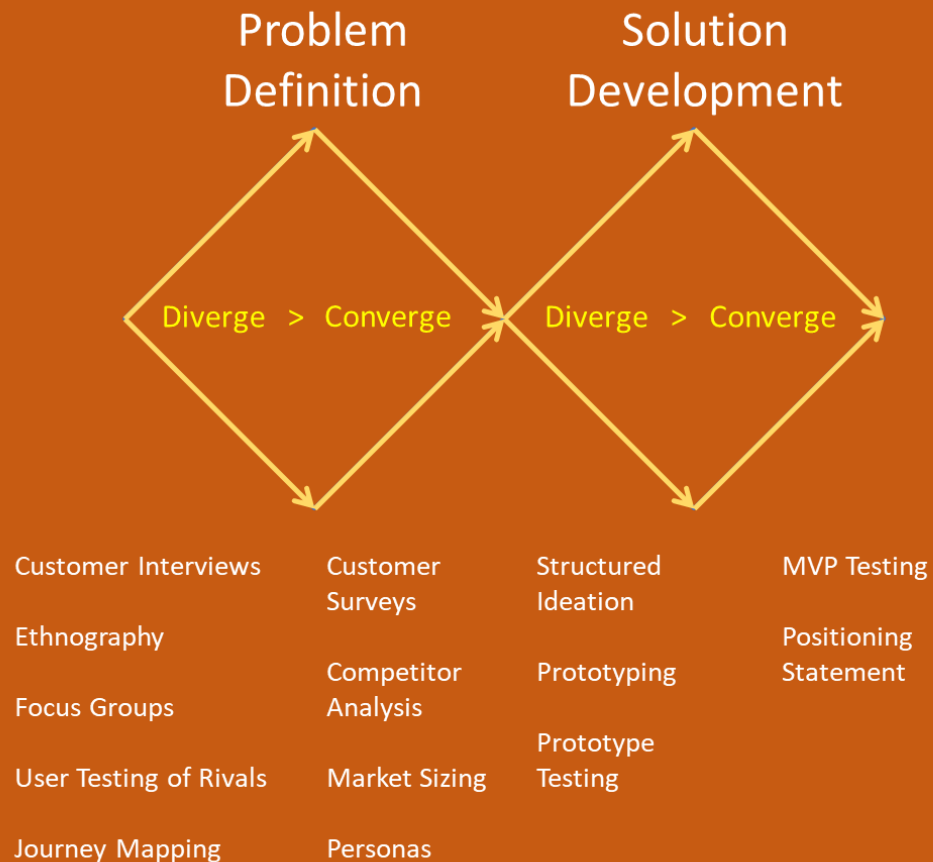 Problem
Definition
Solution
Development
Diverge > Converge
Diverge > Converge
Customer Interviews
Ethnography
Focus Groups
User Testing of Rivals
Journey Mapping
Customer
Surveys
Competitor
Analysis
Market Sizing
Personas
Structured
Ideation
Prototyping
Prototype
Testing
MVP Testing
Positioning
Statement